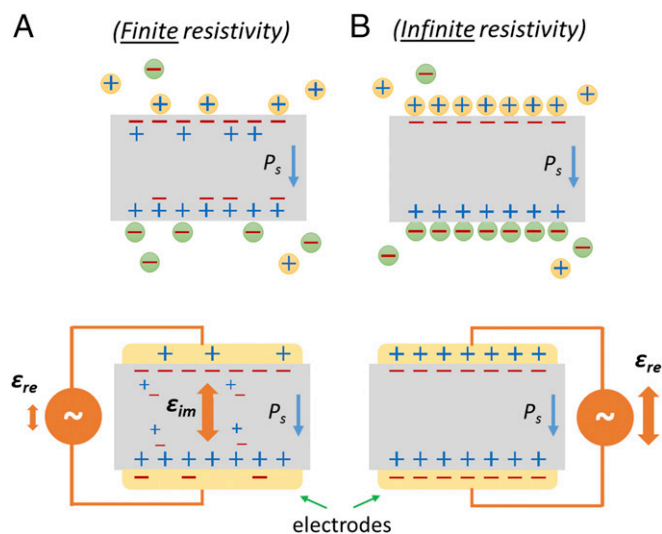 A
(Finite resistivity)
B
(Infinite resistivity)
+ − + + + + + − + + + + + + + + +
− − − − − − − −
+ + + +
− − − − − − −
Ps
Ps
− − − −
+ + + + + + + +
+ + + + + + +
− − − − − +
− − − − − − − − − +
+ + +
+ + + + + + +
− − − − − − − −
− − − − − − −
εre
~
+ − + −
εim
+ − + −
Ps
Ps
~
εre
+ + + + + + +
+ + + + + + +
− − −
− − − − − − −
electrodes